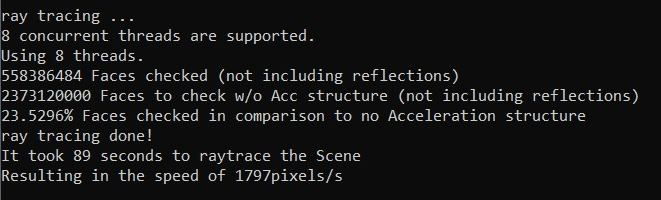 ray tracing ...
8 concurrent threads are supported.
Using 8 threads.
558386484 Faces checked (not including reflections)
2373120000 Faces to check w/o Acc structure (not including reflections)
23.5296% Faces checked in comparison to no Acceleration structure
ray tracing done!
It took 89 seconds to raytrace the Scene
Resulting in the speed of 1797pixels/s